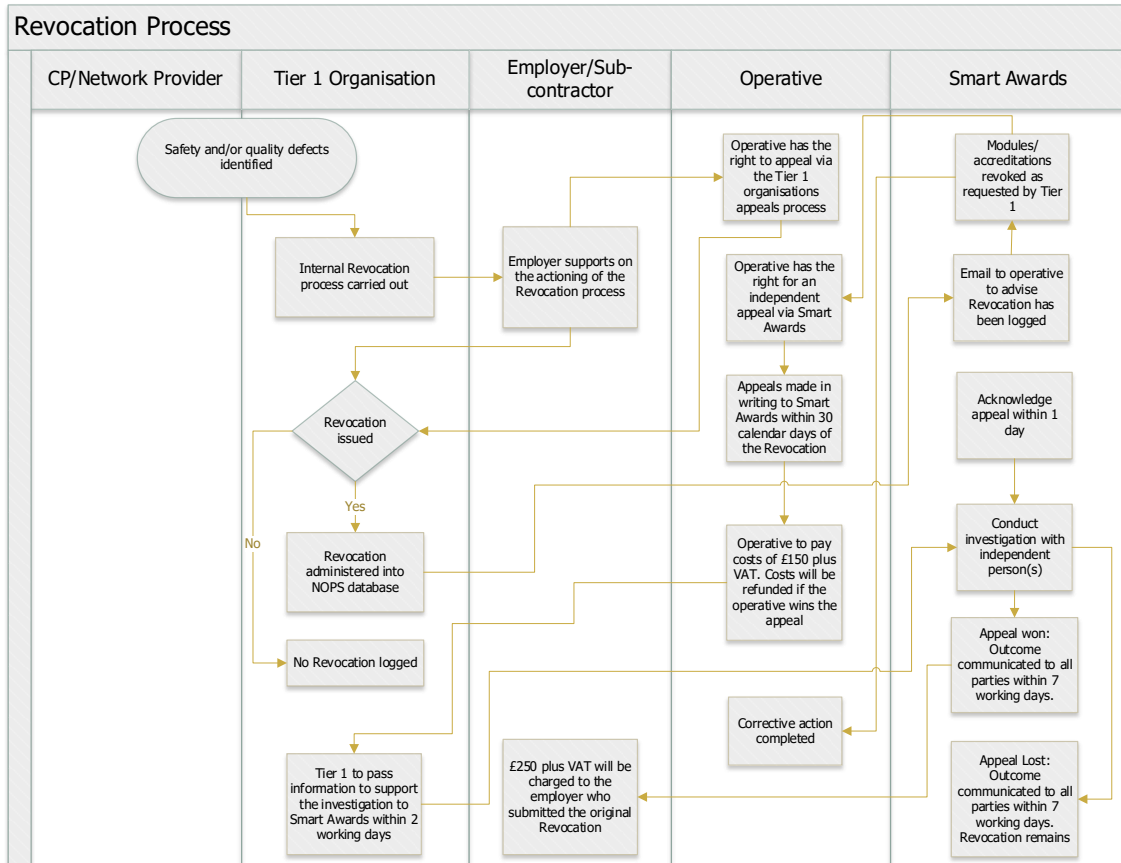 Revocation Process
CP/Network Provider
Tier 1 Organisation
Employer/Sub-
contractor
Operative
Smart Awards
Safety and/or quality defects
identified
Internal Revocation
process carried out
Employer supports on
the actioning of the
Revocation process
Operative has the
right to appeal via
the Tier 1
organisations
appeals process
Modules/
accreditations
revoked as
requested by Tier
1
Operative has the
right for an
independent
appeal via Smart
Awards
Email to operative
to advise
Revocation has
been logged
Revocation
issued
Appeals made in
writing to Smart
Awards within 30
calendar days of
the Revocation
Acknowledge
appeal within 1
day
Yes
No
Revocation
administered into
NOPS database
Operative to pay
costs of £150 plus
VAT. Costs will be
refunded if the
operative wins the
appeal
Conduct
investigation with
independent
person(s)
No Revocation logged
Appeal won:
Outcome
communicated to all
parties within 7
working days.
Corrective action
completed
Tier 1 to pass
information to support
the investigation to
Smart Awards within 2
working days
£250 plus VAT will be
charged to the
employer who
submitted the original
Revocation
Appeal Lost:
Outcome
communicated to all
parties within 7
working days.
Revocation remains